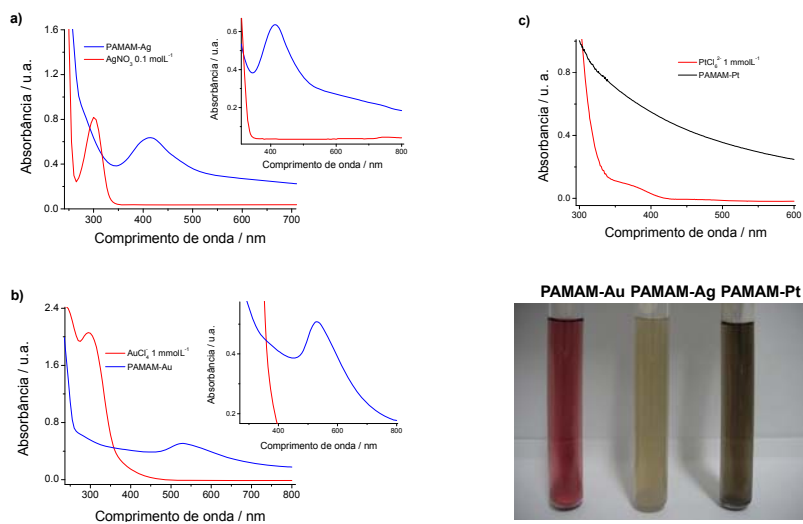 a)
1.6
1.2
0.8
0.4
0.0
Absorbância / u.a.
PAMAM-Ag
AgNO3 0.1 molL⁻¹
300 400 500 600 700
Comprimento de onda / nm
0.6
0.4
0.2
Absorbância / u.a.
400 600 800
Comprimento de onda / nm
c)
0.8
0.4
0.0
Absorbancia / u.a.
PtCl6²⁻ 1 mmolL⁻¹
PAMAM-Pt
300 400 500 600
Comprimento de onda / nm
b)
2.4
1.8
1.2
0.6
0.0
Absorbância / u.a.
AuCl4⁻ 1 mmolL⁻¹
PAMAM-Au
300 400 500 600 700 800
Comprimento de onda / nm
0.4
0.2
Absorbância / u.a.
400 600 800
Comprimento de onda / nm
PAMAM-Au PAMAM-Ag PAMAM-Pt